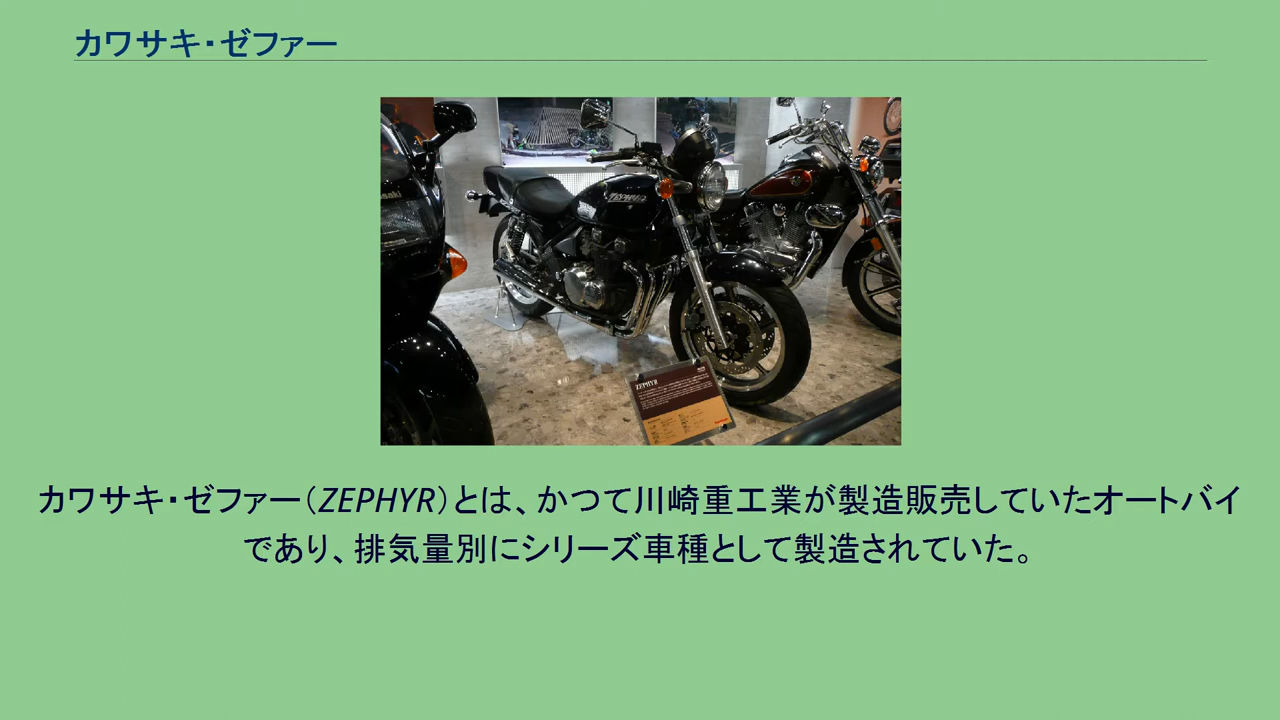 カワサキ・ゼファー
ZEPHYR
ZEPHYR
カワサキ・ゼファー（ZEPHYR）とは、かつて川崎重工業が製造販売していたオートバイ
であり、排気量別にシリーズ車種として製造されていた。